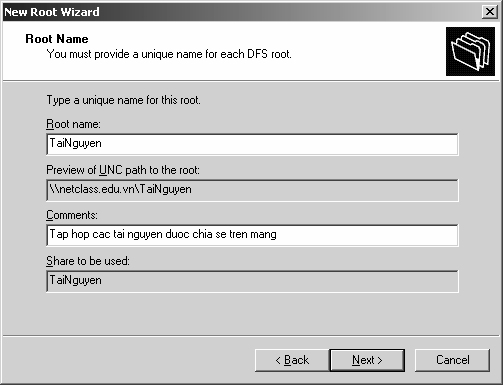 New Root Wizard
Root Name
You must provide a unique name for each DFS root.
Type a unique name for this root.
Root name:
TaiNguyen
Preview of UNC path to the root:
\\netclass.edu.vn\TaiNguyen
Comments:
Tap hop cac tai nguyen duoc chia se tren mang
Share to be used:
TaiNguyen
< Back
Next >
Cancel